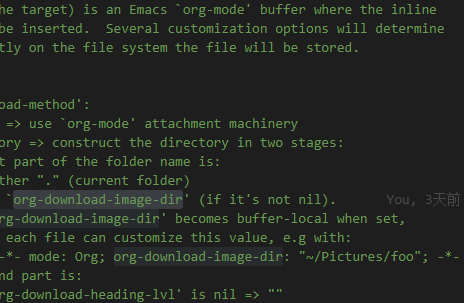 he target) is an Emacs `org-mode' buffer where the inline
be inserted.  Several customization options will determine
tly on the file system the file will be stored.
oad-method':
=> use `org-mode' attachment machinery
ory => construct the directory in two stages:
t part of the folder name is:
ther "." (current folder)
`org-download-image-dir' (if it's not nil). You, 3天前
rg-download-image-dir' becomes buffer-local when set,
each file can customize this value, e.g with:
-*- mode: Org; org-download-image-dir: "~/Pictures/foo"; -*-
nd part is:
rg-download-heading-lvl' is nil => ""